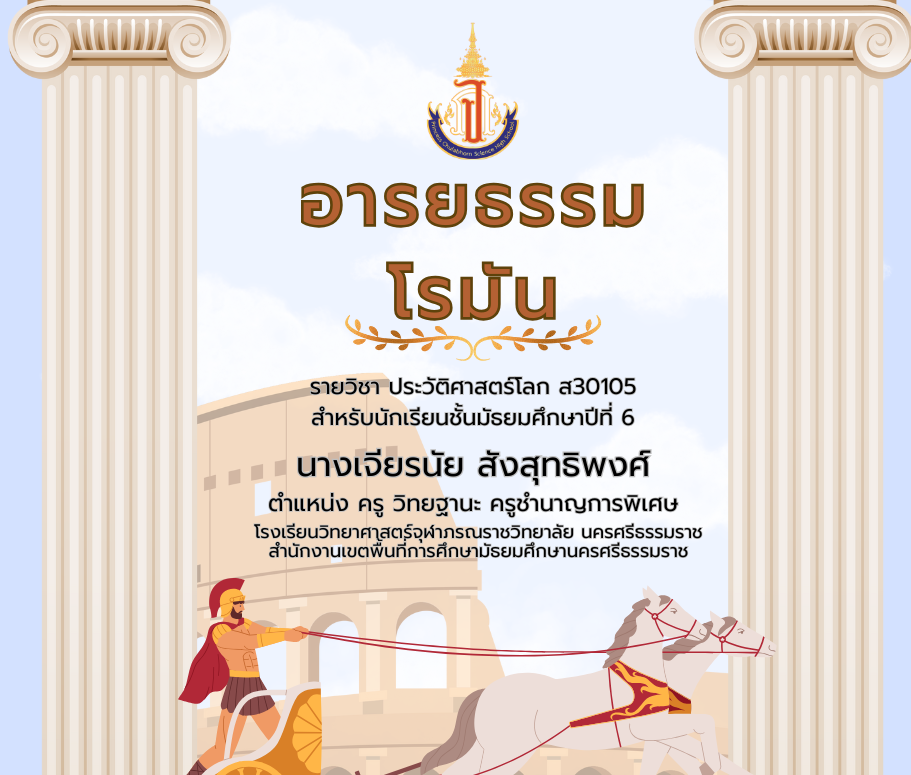 Princess Chulabhorn Science High School
อารยธรรม
โรมัน
รายวิชา ประวัติศาสตร์โลก ส30105
สำหรับนักเรียนชั้นมัธยมศึกษาปีที่ 6
นางเจียรนัย สังสุทธิพงศ์
ตำแหน่ง ครู วิทยฐานะ ครูชำนาญการพิเศษ
โรงเรียนวิทยาศาสตร์จุฬาภรณราชวิทยาลัย นครศรีธรรมราช
สำนักงานเขตพื้นที่การศึกษามัธยมศึกษานครศรีธรรมราช